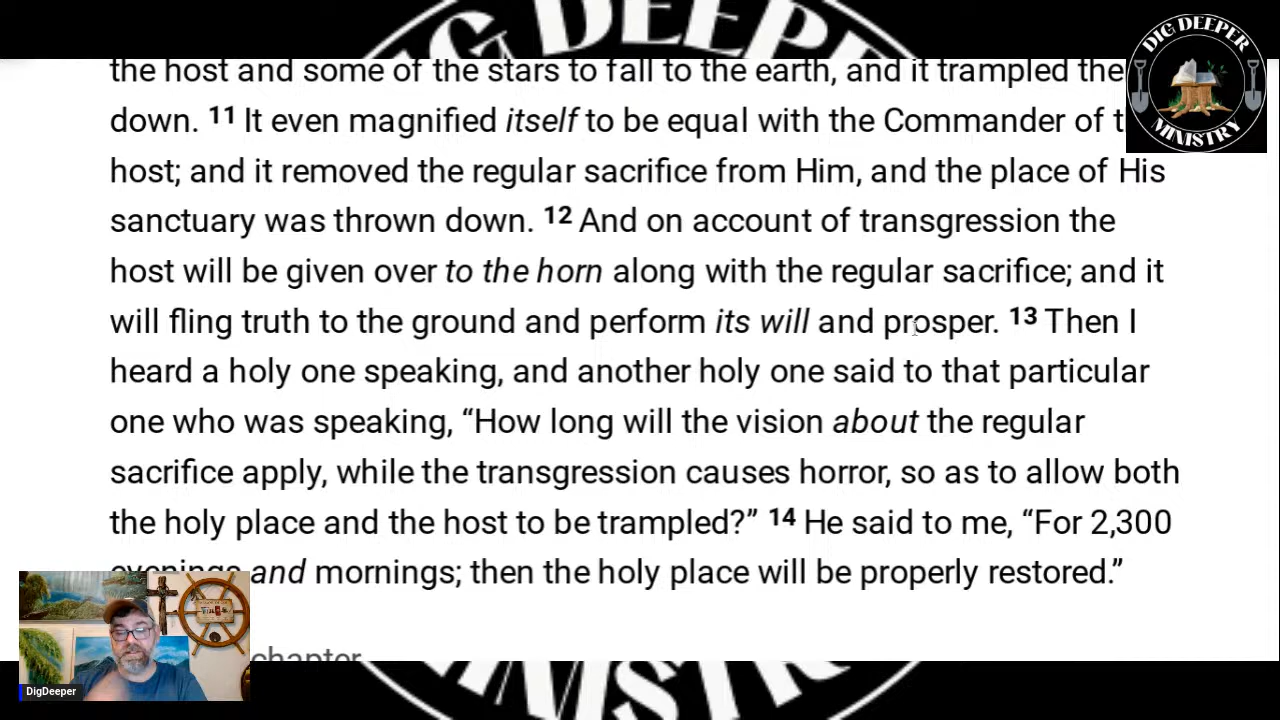 DIG DEEPER
MINISTRY
G DEEPER
the host and some of the stars to fall to the earth, and it trampled the
down. 11 It even magnified itself to be equal with the Commander of t
host; and it removed the regular sacrifice from Him, and the place of His
sanctuary was thrown down. 12 And on account of transgression the
host will be given over to the horn along with the regular sacrifice; and it
will fling truth to the ground and perform its will and prosper. 13 Then I
heard a holy one speaking, and another holy one said to that particular
one who was speaking, “How long will the vision about the regular
sacrifice apply, while the transgression causes horror, so as to allow both
the holy place and the host to be trampled?” 14 He said to me, “For 2,300
evenings and mornings; then the holy place will be properly restored.”
chapter
DigDeeper